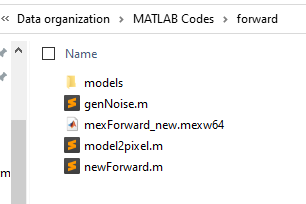 « Data organization > MATLAB Codes > forward
Name
models
genNoise.m
mexForward_new.mexw64
model2pixel.m
newForward.m
m